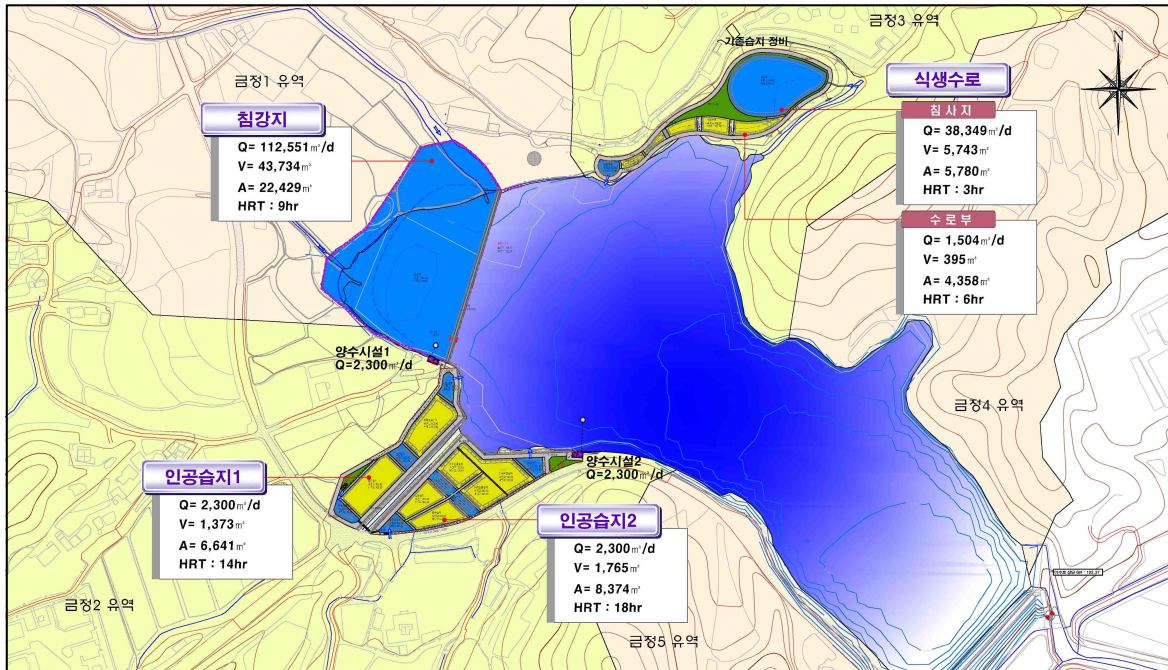 금정3 유역
기존습지 정비
N
금정1 유역
침강지
Q= 112,551㎥/d
V= 43,734㎥
A= 22,429㎡
HRT : 9hr
식생수로
침 사 지
Q= 38,349㎥/d
V= 5,743㎥
A= 5,780㎡
HRT : 3hr
수 로 부
Q= 1,504㎥/d
V= 395㎥
A= 4,358㎡
HRT : 6hr
양수시설1
Q=2,300㎥/d
금정4 유역
인공습지1
Q= 2,300㎥/d
V= 1,373㎥
A= 6,641㎡
HRT : 14hr
양수시설2
Q=2,300㎥/d
인공습지2
Q= 2,300㎥/d
V= 1,765㎥
A= 8,374㎡
HRT : 18hr
금정2 유역
금정5 유역